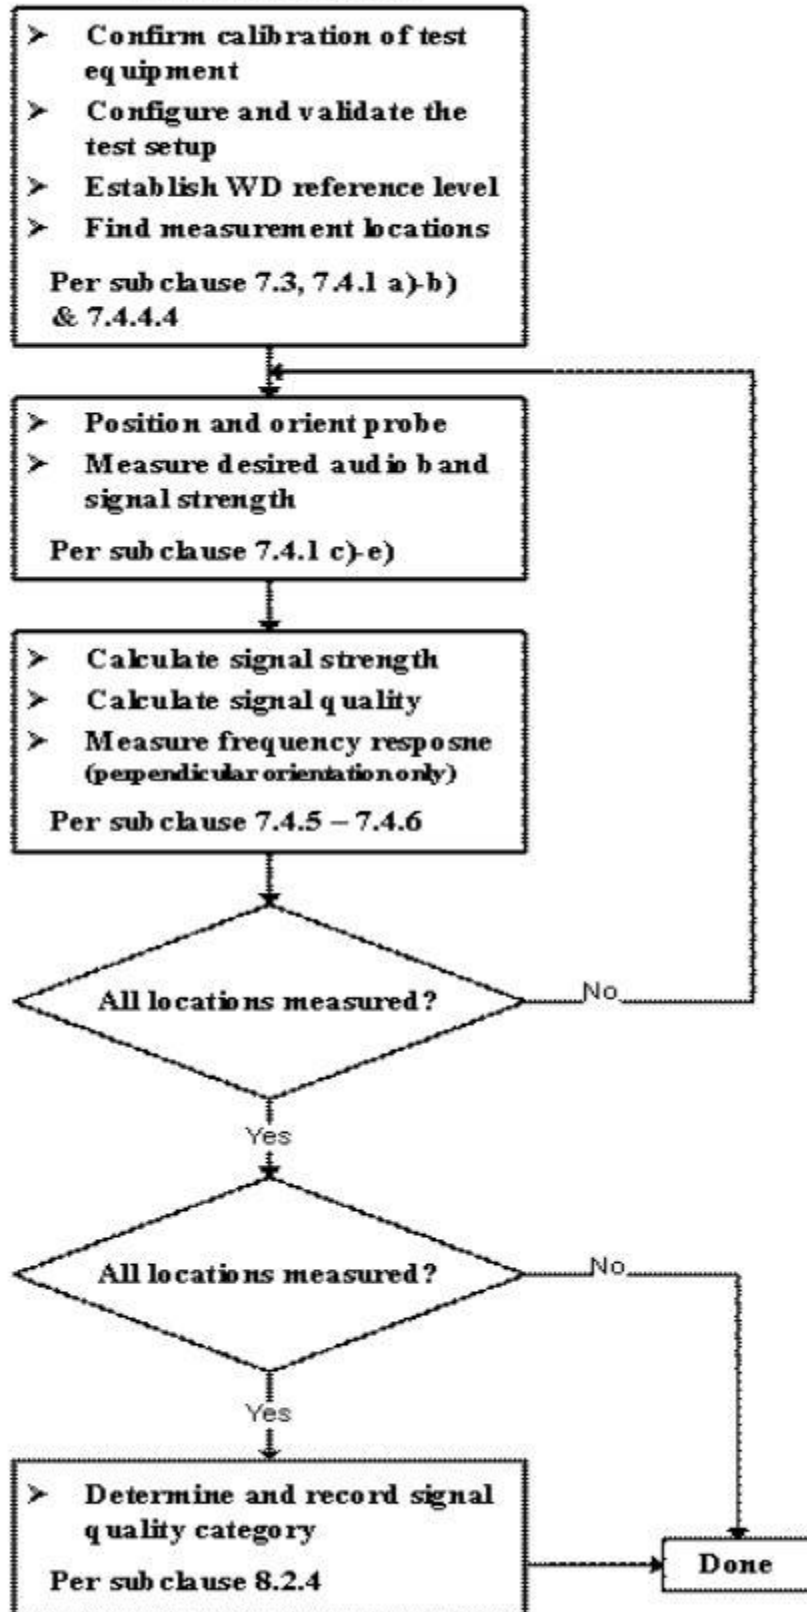 ➢ Confirm calibration of test
equipment
➢ Configure and validate the
test setup
➢ Establish WD reference level
➢ Find measurement locations
Per subclause 7.3, 7.4.1 a)-b)
& 7.4.4.4
➢ Position and orient probe
➢ Measure desired audio band
signal strength
Per subclause 7.4.1 c)-e)
➢ Calculate signal strength
➢ Calculate signal quality
➢ Measure frequency resposne
(perpendicular orientation only)
Per subclause 7.4.5 – 7.4.6
All locations measured?
No
Yes
All locations measured?
No
Yes
➢ Determine and record signal
quality category
Per subclause 8.2.4
Done